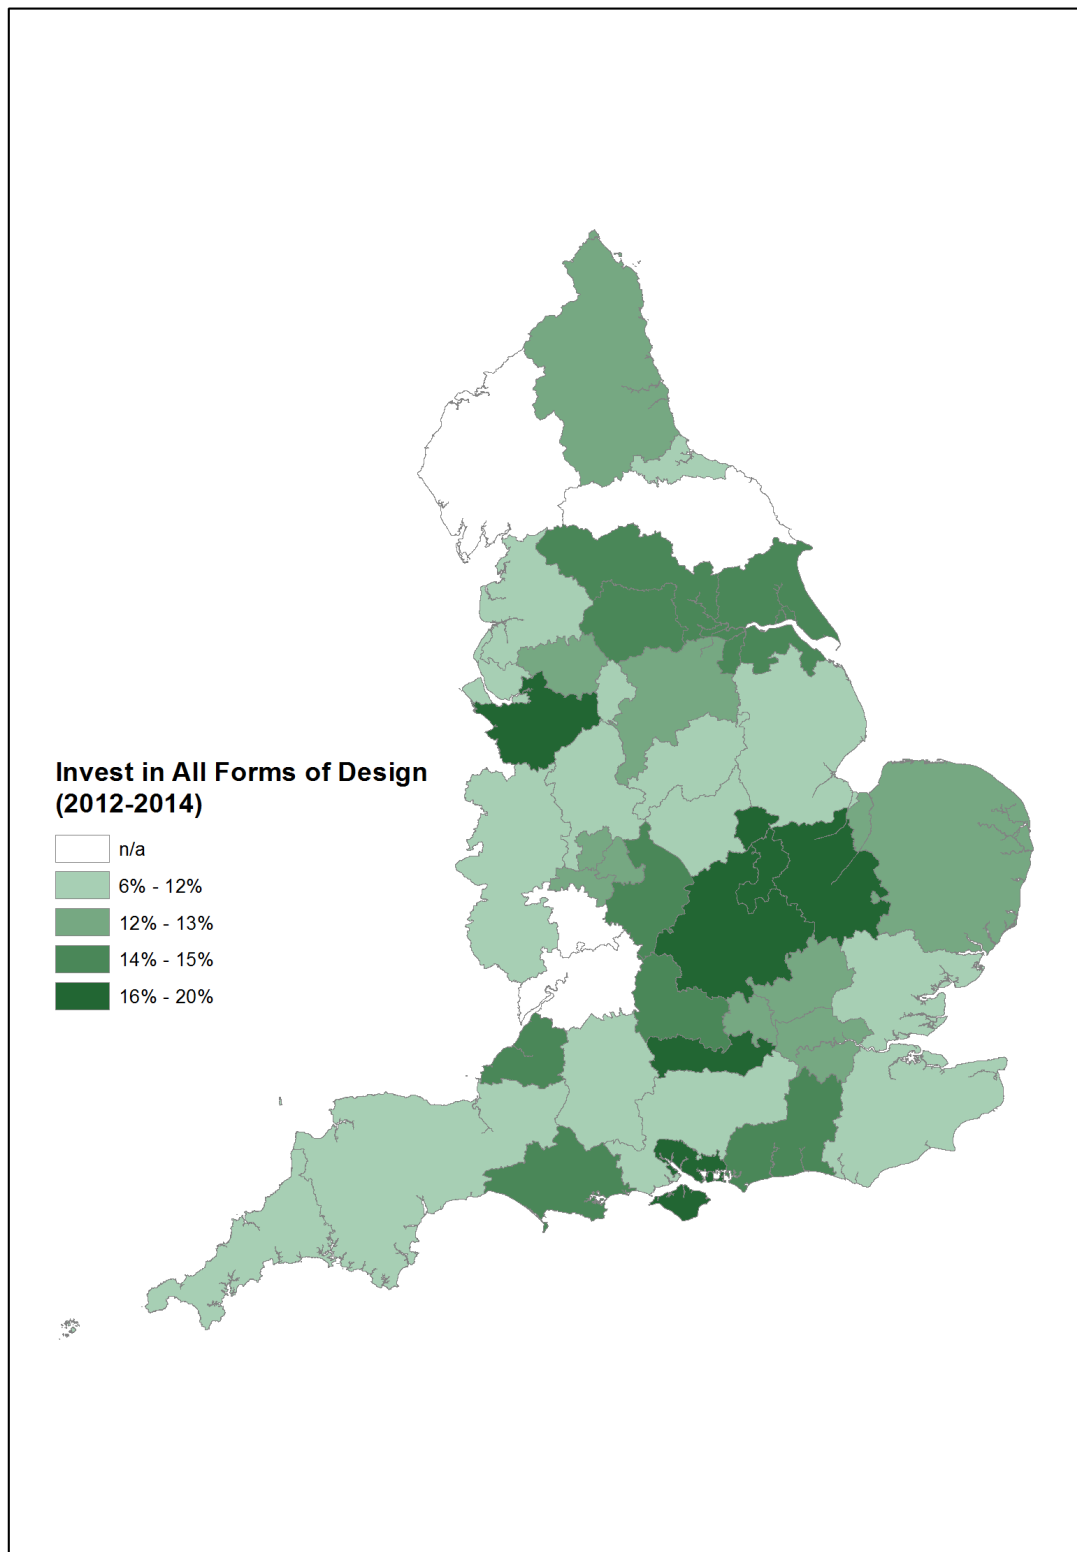 Invest in All Forms of Design
(2012-2014)
n/a
6% - 12%
12% - 13%
14% - 15%
16% - 20%